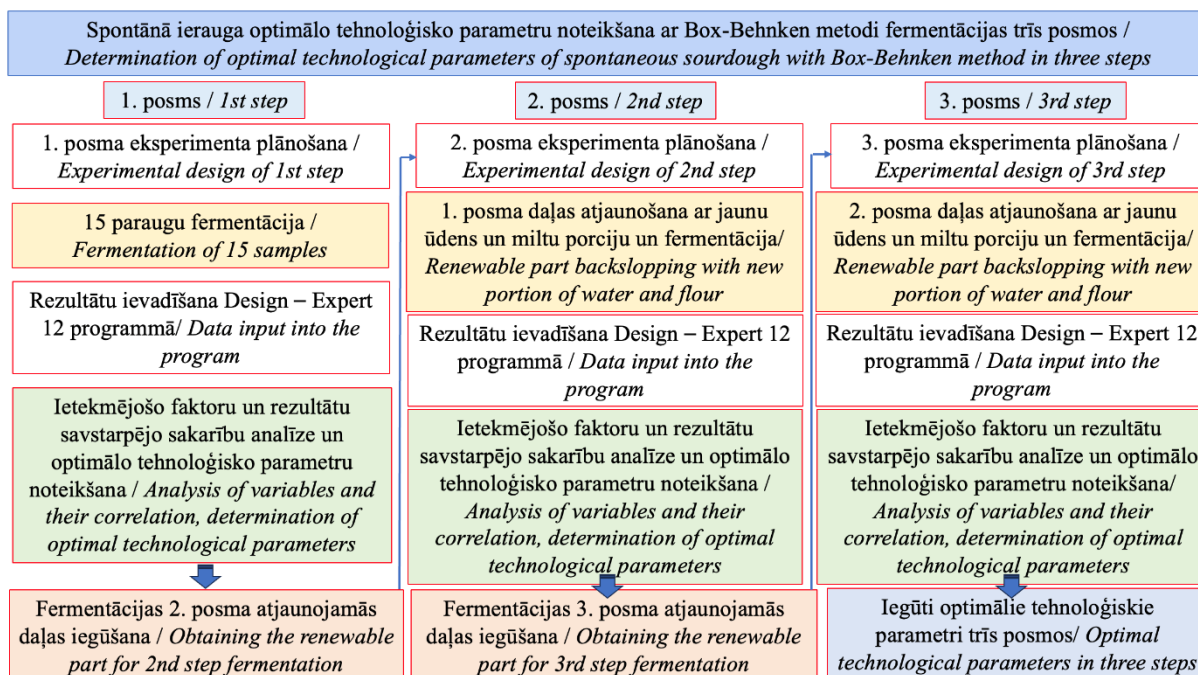 Spontānā ierauga optimālo tehnoloģisko parametru noteikšana ar Box-Behnken metodi fermentācijas trīs posmos /
Determination of optimal technological parameters of spontaneous sourdough with Box-Behnken method in three steps
1. posms / 1st step
1. posma eksperimenta plānošana /
Experimental design of 1st step
15 paraugu fermentācija /
Fermentation of 15 samples
Rezultātu ievadīšana Design – Expert
12 programmā/ Data input into the
program
Ietekmējošo faktoru un rezultātu
savstarpējo sakarību analīze un
optimālo tehnoloģisko parametru
noteikšana / Analysis of variables and
their correlation, determination of
optimal technological parameters
Fermentācijas 2. posma atjaunojamās
daļas iegūšana / Obtaining the renewable
part for 2nd step fermentation
2. posms / 2nd step
2. posma eksperimenta plānošana /
Experimental design of 2nd step
1. posma daļas atjaunošana ar jaunu
ūdens un miltu porciju un fermentācija/
Renewable part backslopping with new
portion of water and flour
Rezultātu ievadīšana Design – Expert 12
programmā / Data input into the
program
Ietekmējošo faktoru un rezultātu
savstarpējo sakarību analīze un optimālo
tehnoloģisko parametru noteikšana /
Analysis of variables and their
correlation, determination of optimal
technological parameters
Fermentācijas 3. posma atjaunojamās
daļas iegūšana / Obtaining the renewable
part for 3rd step fermentation
3. posms / 3rd step
3. posma eksperimenta plānošana /
Experimental design of 3rd step
2. posma daļas atjaunošana ar jaunu
ūdens un miltu porciju un fermentācija/
Renewable part backslopping with new
portion of water and flour
Rezultātu ievadīšana Design – Expert 12
programmā / Data input into the
program
Ietekmējošo faktoru un rezultātu
savstarpējo sakarību analīze un optimālo
tehnoloģisko parametru noteikšana/
Analysis of variables and their
correlation, determination of optimal
technological parameters
Iegūti optimālie tehnoloģiskie
parametri trīs posmos/ Optimal
technological parameters in three steps